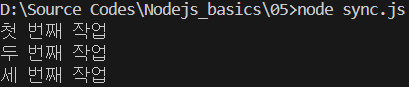 D:\Source Codes\Nodejs_basics\05>node sync.js
첫 번째 작업
두 번째 작업
세 번째 작업